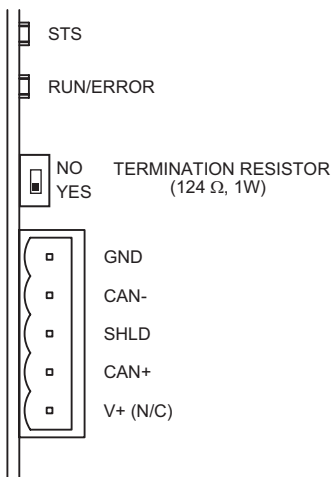 STS
RUN/ERROR
NO
YES
TERMINATION RESISTOR
(124 Ω, 1W)
GND
CAN-
SHLD
CAN+
V+ (N/C)